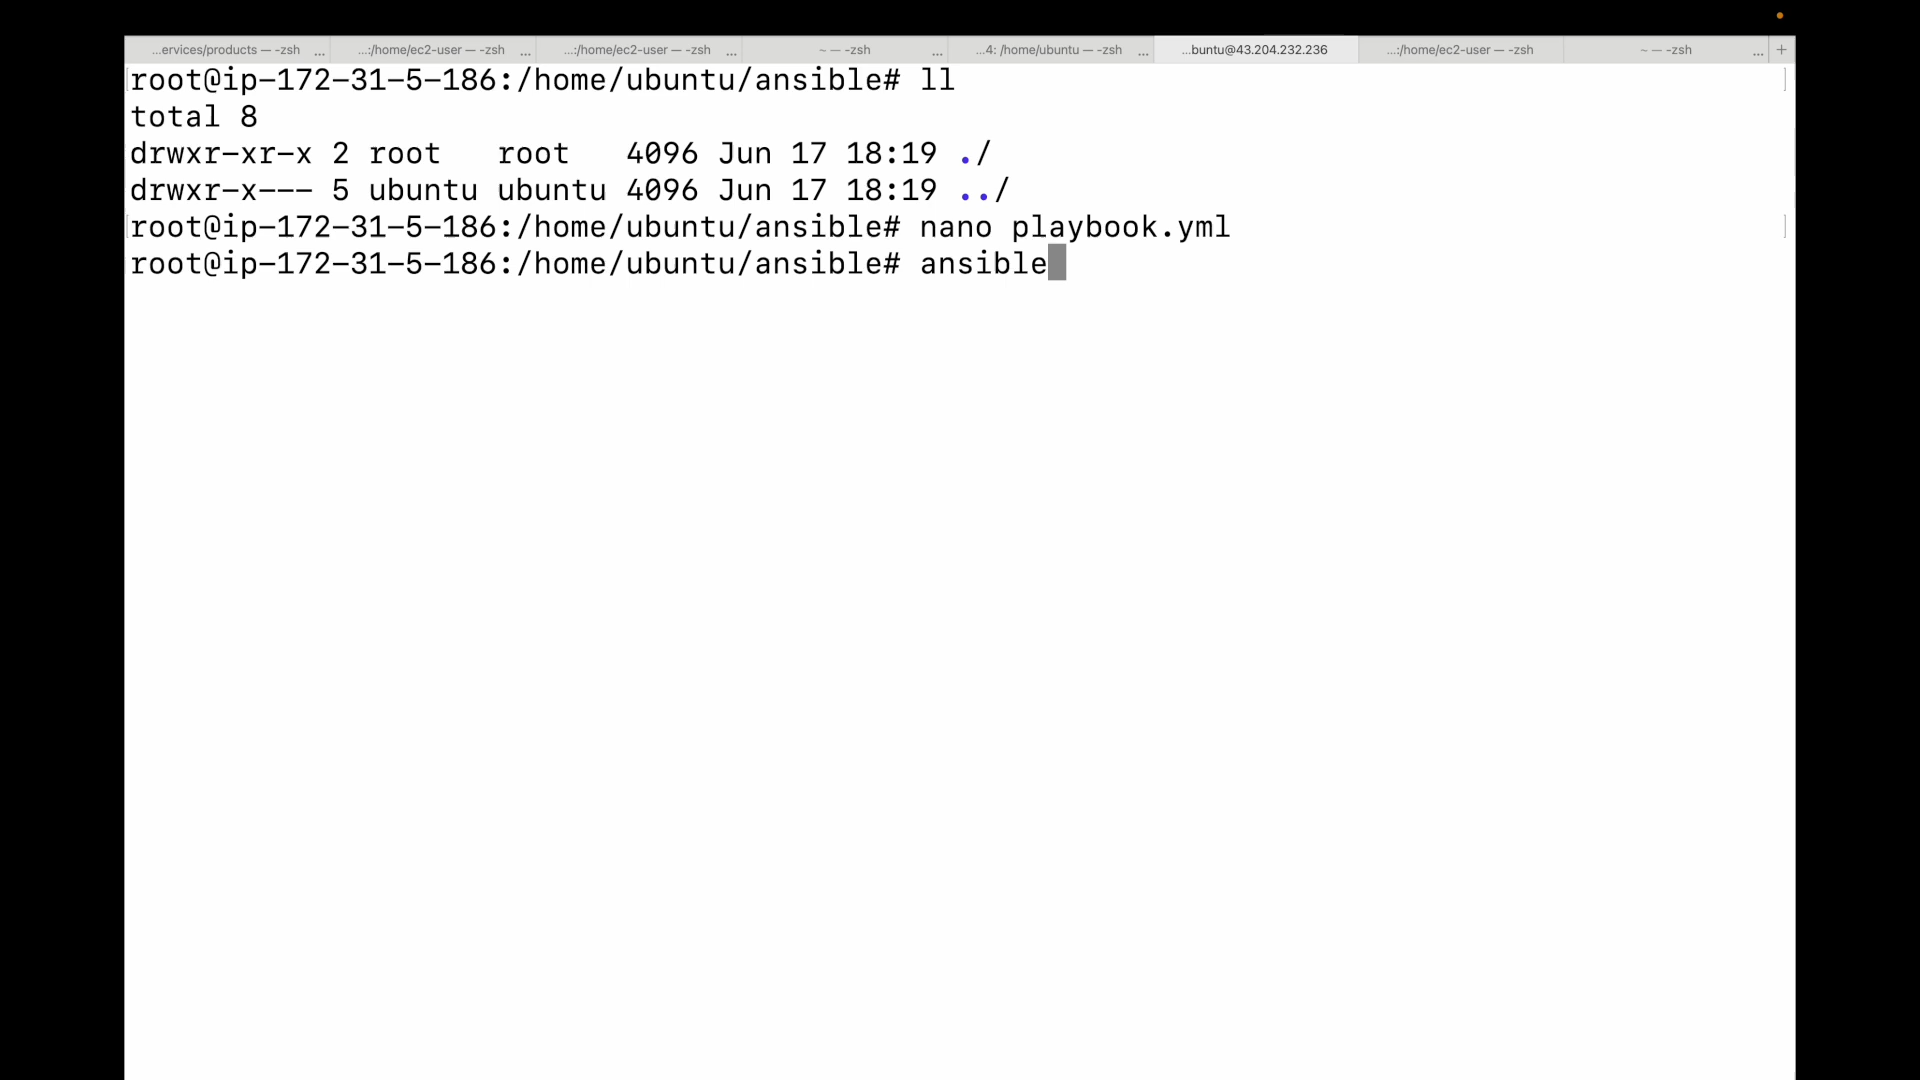 ...ervices/products — -zsh ... ...:/home/ec2-user — -zsh ... ...:/home/ec2-user — -zsh ... ~ — -zsh ... ...4: /home/ubuntu — -zsh ... ...buntu@43.204.232.236 ...:/home/ec2-user — -zsh ~ — -zsh ... +
root@ip-172-31-5-186:/home/ubuntu/ansible# ll
total 8
drwxr-xr-x 2 root   root   4096 Jun 17 18:19 ./
drwxr-x--- 5 ubuntu ubuntu 4096 Jun 17 18:19 ../
root@ip-172-31-5-186:/home/ubuntu/ansible# nano playbook.yml
root@ip-172-31-5-186:/home/ubuntu/ansible# ansible